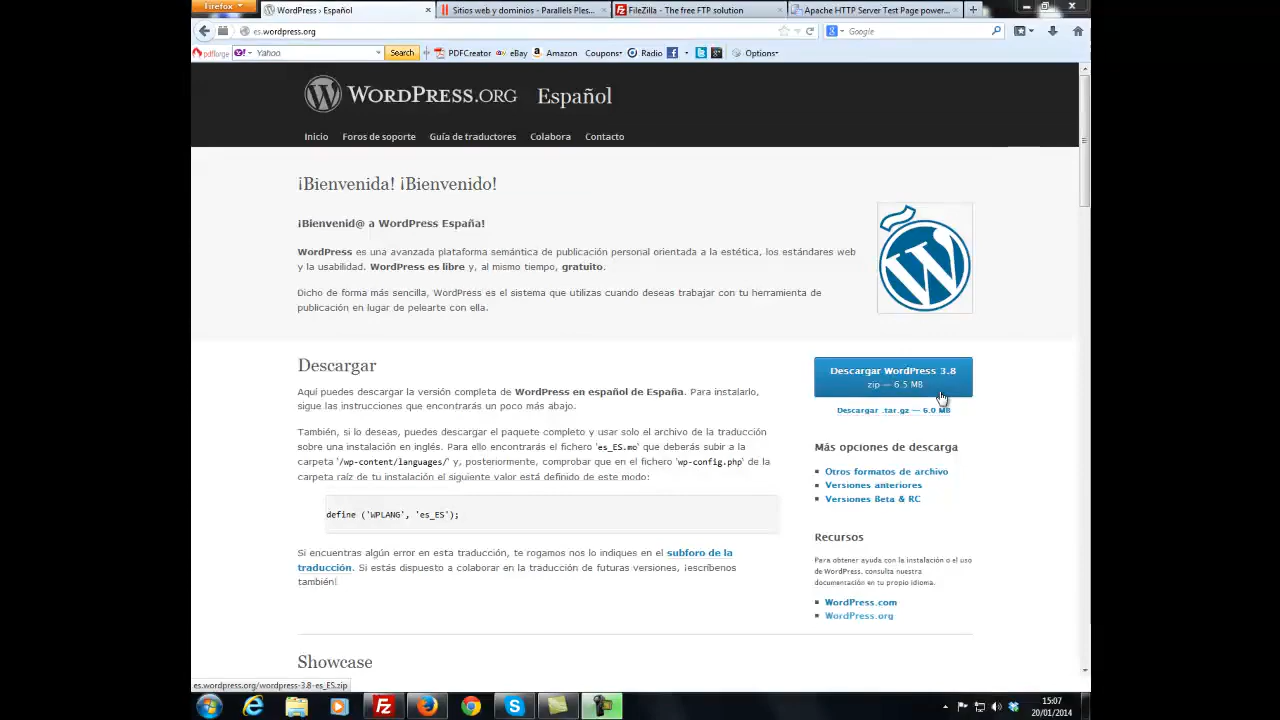 Firefox
WordPress › Español
Sitios web y dominios - Parallels Ples...
FileZilla - The free FTP solution
Apache HTTP Server Test Page power...
es.wordpress.org
Google
pdfforge
Yahoo
Search
PDFCreator
eBay
Amazon
Coupons
Radio
Options
WORDPRESS.ORG Español
Inicio
Foros de soporte
Guía de traductores
Colabora
Contacto
¡Bienvenida! ¡Bienvenido!
¡Bienvenid@ a WordPress España!
WordPress es una avanzada plataforma semántica de publicación personal orientada a la estética, los estándares web
y la usabilidad. WordPress es libre y, al mismo tiempo, gratuito.
Dicho de forma más sencilla, WordPress es el sistema que utilizas cuando deseas trabajar con tu herramienta de
publicación en lugar de pelearte con ella.
Descargar
Aquí puedes descargar la versión completa de WordPress en español de España. Para instalarlo,
sigue las instrucciones que encontrarás un poco más abajo.
También, si lo deseas, puedes descargar el paquete completo y usar solo el archivo de la traducción
sobre una instalación en inglés. Para ello encontrarás el fichero 'es_ES.mo' que deberás subir a la
carpeta '/wp-content/languages/' y, posteriormente, comprobar que en el fichero 'wp-config.php' de la
carpeta raíz de tu instalación el siguiente valor está definido de este modo:
define ('WPLANG', 'es_ES');
Si encuentras algún error en esta traducción, te rogamos nos lo indiques en el subforo de la
traducción. Si estás dispuesto a colaborar en la traducción de futuras versiones, ¡escríbenos
también!
Descargar WordPress 3.8
zip — 6.5 MB
Descargar .tar.gz — 6.0 MB
Más opciones de descarga
Otros formatos de archivo
Versiones anteriores
Versiones Beta & RC
Recursos
Para obtener ayuda con la instalación o el uso
de WordPress, consulta nuestra
documentación en tu propio idioma.
WordPress.com
WordPress.org
Showcase
es.wordpress.org/wordpress-3.8-es_ES.zip
15:07
20/01/2014